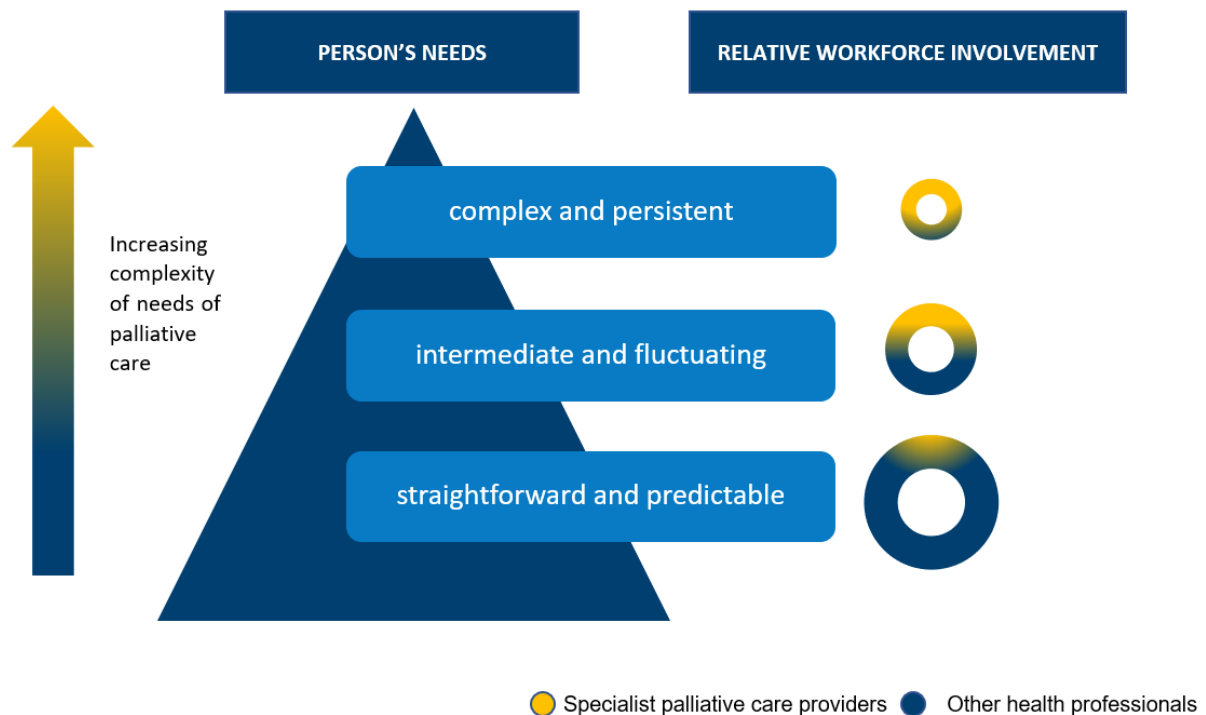 PERSON'S NEEDS
RELATIVE WORKFORCE INVOLVEMENT
complex and persistent
Increasing
complexity
of needs of
palliative
care
intermediate and fluctuating
straightforward and predictable
Specialist palliative care providers
Other health professionals